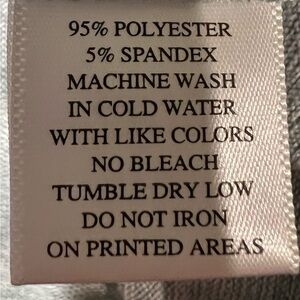 95% POLYESTER
5% SPANDEX
MACHINE WASH
IN COLD WATER
WITH LIKE COLORS
NO BLEACH
TUMBLE DRY LOW
DO NOT IRON
ON PRINTED AREAS